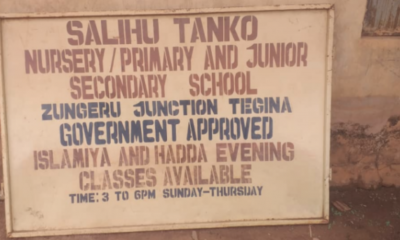 SALIHU TANKO
NURSERY/PRIMARY AND JUNIOR
SECONDARY SCHOOL
ZUNGERU JUNCTION TEGINA
GOVERNMENT APPROVED
ISLAMIYA AND HADDA EVENING
CLASSES AVAILABLE
TIME: 3 TO 6PM SUNDAY-THURSUAY